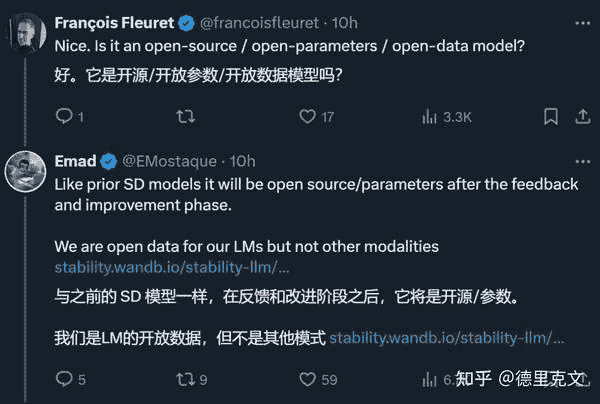 François Fleuret @francoisfleuret · 10h
Nice. Is it an open-source / open-parameters / open-data model?
好。它是开源/开放参数/开放数据模型吗?
1 17 3.3K
Emad @EMostaque · 10h
Like prior SD models it will be open source/parameters after the feedback
and improvement phase.
We are open data for our LMs but not other modalities
stability.wandb.io/stability-llm/...
与之前的 SD 模型一样，在反馈和改进阶段之后，它将是开源/参数。
我们是LM的开放数据，但不是其他模式 stability.wandb.io/stability-llm/...
5 9 59
知乎 @德里克文